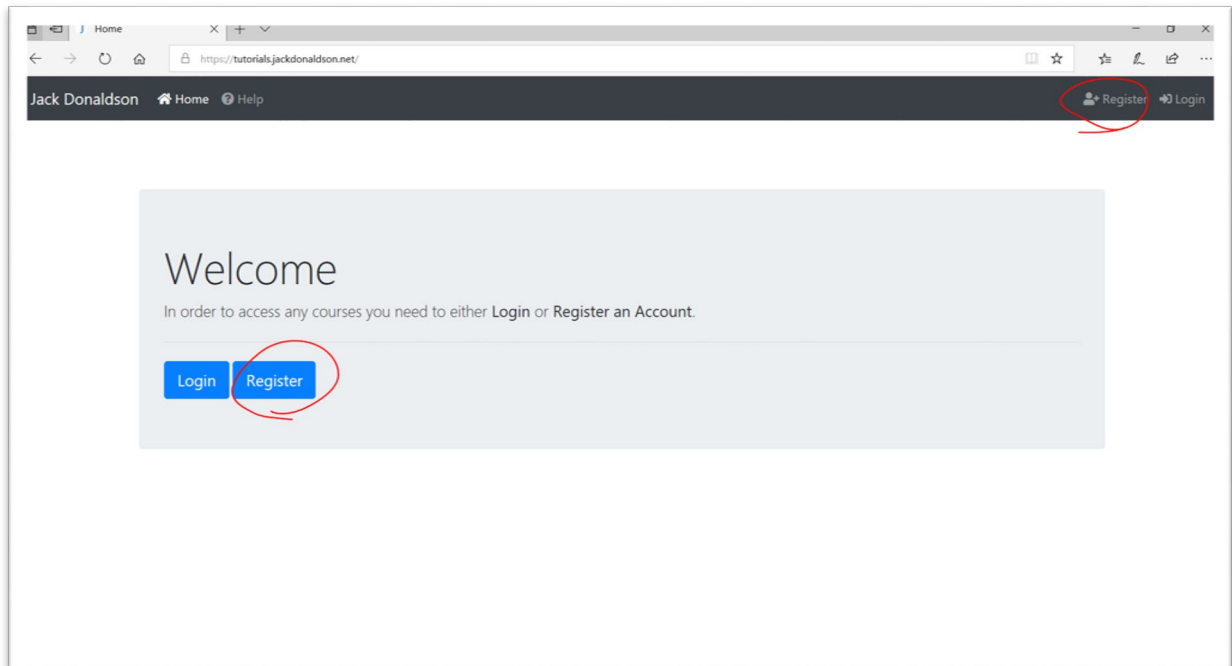 Home
https://tutorials.jackdonaldson.net/
Jack Donaldson Home Help Register Login
Welcome
In order to access any courses you need to either Login or Register an Account.
Login Register